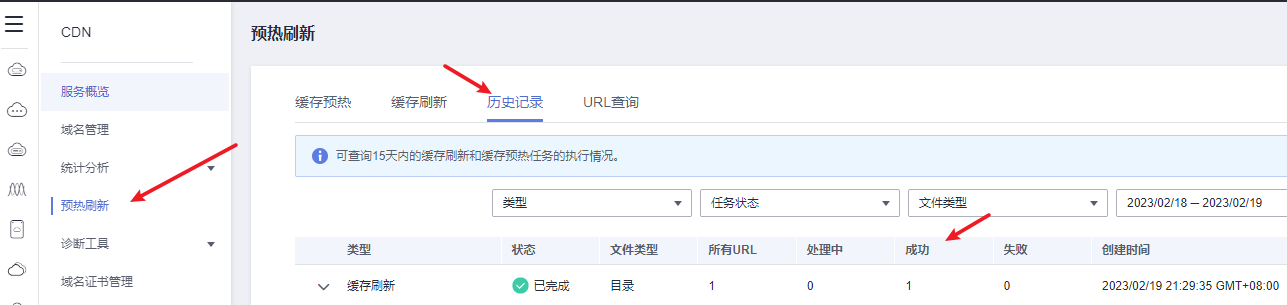 CDN
服务概览
域名管理
统计分析
预热刷新
诊断工具
域名证书管理
预热刷新
缓存预热 缓存刷新 历史记录 URL查询
可查询15天内的缓存刷新和缓存预热任务的执行情况。
类型 任务状态 文件类型 2023/02/18 — 2023/02/19
类型 状态 文件类型 所有URL 处理中 成功 失败 创建时间
缓存刷新 已完成 目录 1 0 1 0 2023/02/19 21:29:35 GMT+08:00